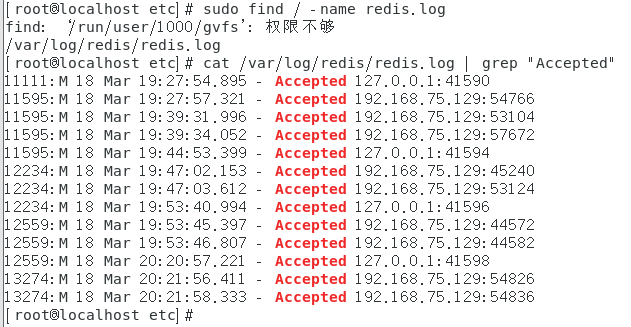 [root@localhost etc]# sudo find / -name redis.log
find: ‘/run/user/1000/gvfs’: 权限不够
/var/log/redis/redis.log
[root@localhost etc]# cat /var/log/redis/redis.log | grep "Accepted"
11111:M 18 Mar 19:27:54.895 - Accepted 127.0.0.1:41590
11595:M 18 Mar 19:27:57.321 - Accepted 192.168.75.129:54766
11595:M 18 Mar 19:39:31.996 - Accepted 192.168.75.129:53104
11595:M 18 Mar 19:39:34.052 - Accepted 192.168.75.129:57672
11595:M 18 Mar 19:44:53.399 - Accepted 127.0.0.1:41594
12234:M 18 Mar 19:47:02.153 - Accepted 192.168.75.129:45240
12234:M 18 Mar 19:47:03.612 - Accepted 192.168.75.129:53124
12234:M 18 Mar 19:53:40.994 - Accepted 127.0.0.1:41596
12559:M 18 Mar 19:53:45.397 - Accepted 192.168.75.129:44572
12559:M 18 Mar 19:53:46.807 - Accepted 192.168.75.129:44582
12559:M 18 Mar 20:20:57.221 - Accepted 127.0.0.1:41598
13274:M 18 Mar 20:21:56.411 - Accepted 192.168.75.129:54826
13274:M 18 Mar 20:21:58.333 - Accepted 192.168.75.129:54836
[root@localhost etc]#